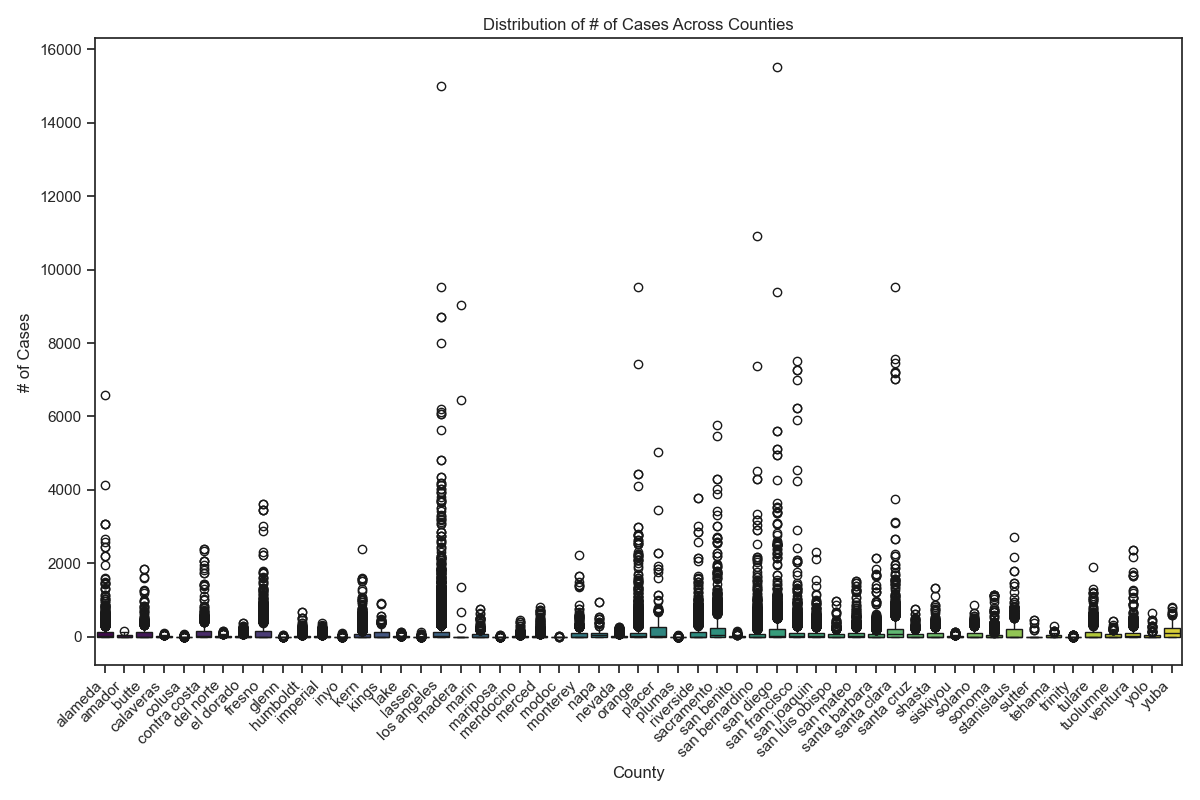 Distribution of # of Cases Across Counties
16000
14000
12000
10000
8000
6000
4000
2000
0
# of Cases
alameda
amador
butte
calaveras
colusa
contra costa
del norte
el dorado
fresno
glenn
humboldt
imperial
inyo
kern
kings
lake
lassen
los angeles
madera
marin
mariposa
mendocino
merced
modoc
monterey
napa
nevada
orange
placer
plumas
riverside
sacramento
san benito
san bernardino
san diego
san francisco
san joaquin
san luis obispo
san mateo
santa barbara
santa clara
santa cruz
shasta
siskiyou
solano
sonoma
stanislaus
sutter
tehama
trinity
tulare
tuolumne
ventura
yolo
yuba
County